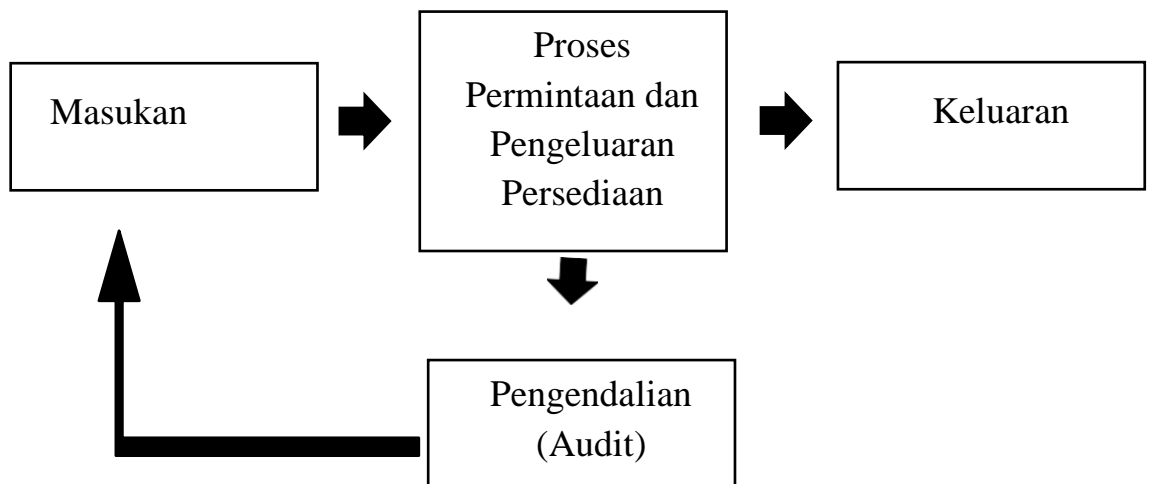 Masukan
Proses
Permintaan dan
Pengeluaran
Persediaan
Keluaran
Pengendalian
(Audit)